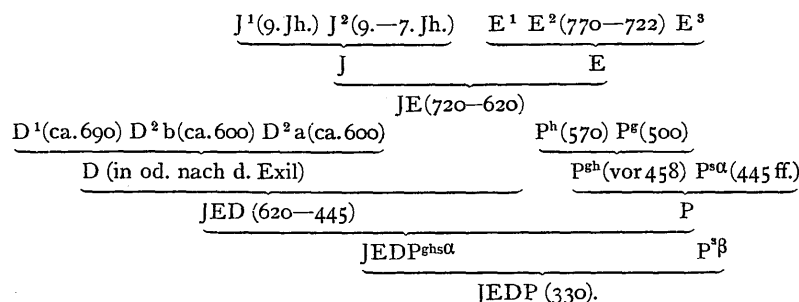 J¹(9. Jh.) J²(9.—7. Jh.) E¹ E²(770—722) E³
J E
JE (720—620)
D¹(ca. 690) D²b(ca. 600) D²a(ca. 600) Pʰ(570) Pᵍ(500)
D (in od. nach d. Exil) Pᵍʰ(vor 458) Pˢα(445 ff.)
JED (620—445) P
JEDPᵍʰˢα Pˢβ
JEDP (330).